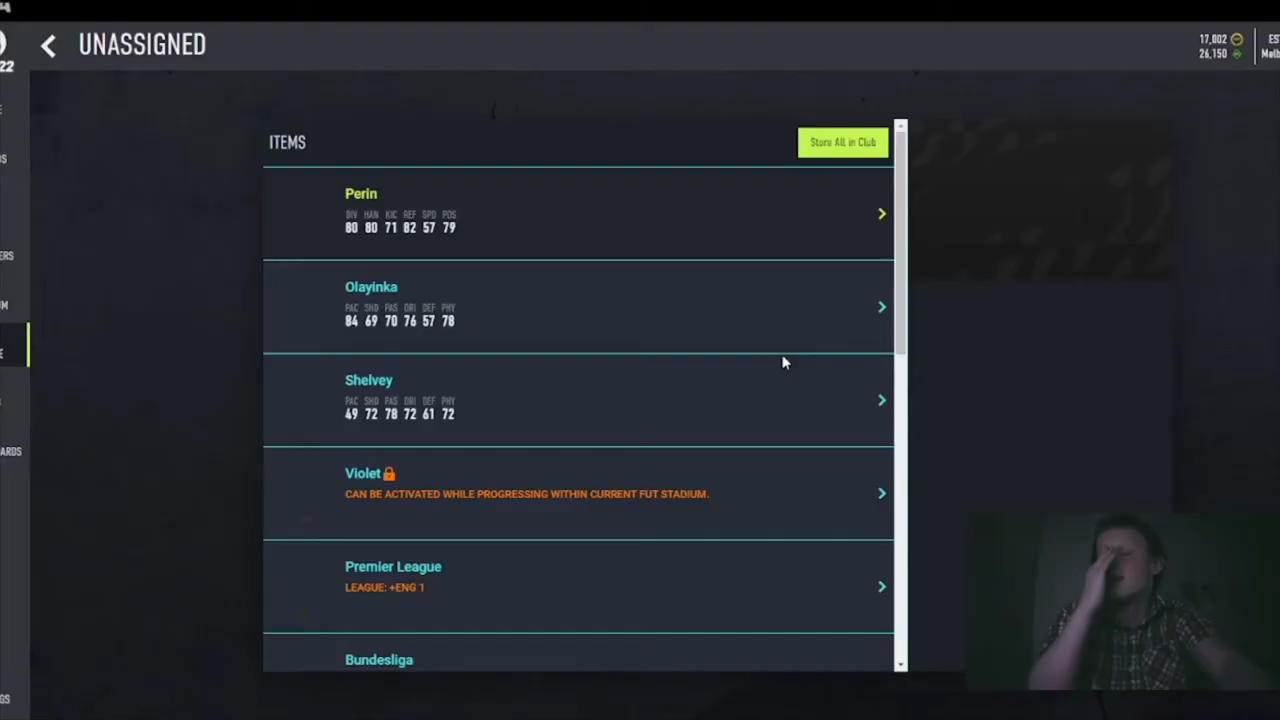 UNASSIGNED
17,002
26,150
22
ITEMS
Store All in Club
Perin
DIV HAN KIC REF SPD POS
80 80 71 82 57 79
Olayinka
PAC SHO PAS DRI DEF PHY
84 69 70 76 57 78
Shelvey
PAC SHO PAS DRI DEF PHY
49 72 78 72 61 72
Violet
CAN BE ACTIVATED WHILE PROGRESSING WITHIN CURRENT FUT STADIUM.
Premier League
LEAGUE: +ENG 1
Bundesliga